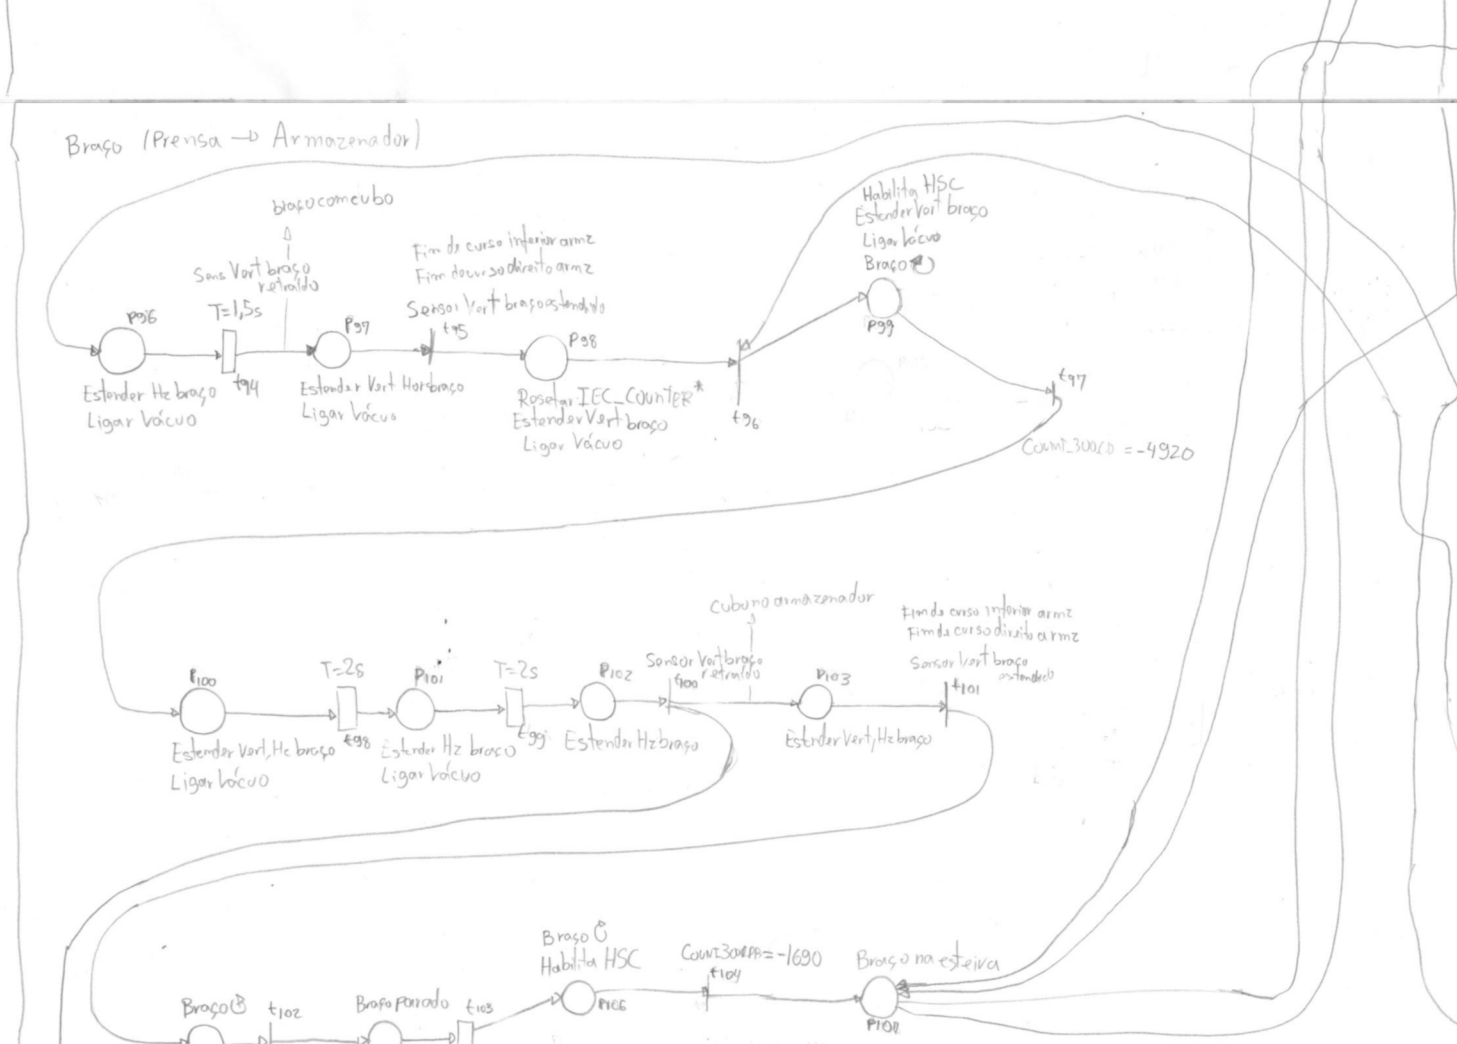 Braço (Prensa → Armazenador)
braçocomcubo
Sens Vert braço
retraído
T=1,5s
P96
Estender Hz braço
Ligar Vácuo
t94
P97
Estender Vert
Ligar Vácuo
Fim de curso inferior armz
Fim de curso direito armz
Sensor Vert braço estendido
t95
P98
Resetar IEC_COUNTER*
Estender Vert braço
Ligar Vácuo
t96
Habilita HSC
Estender Vert braço
Ligar Vácuo
Braço
P99
t97
= -4920
P100
Estender Vert, Hz braço
Ligar Vácuo
T=2s
t98
P101
Estender Hz braço
Ligar Vácuo
T=2s
t99
P102
Estender Hz braço
Cubo no armazenador
Sensor Vert braço
retraído
t100
P103
Estender Vert, Hz braço
Fim de curso inferior armz
Fim de curso direito armz
Sensor Vert braço
estendido
t101
Braço
t102
Braço parado
t103
Braço
Habilita HSC
P106
= -1690
t104
Braço na esteira